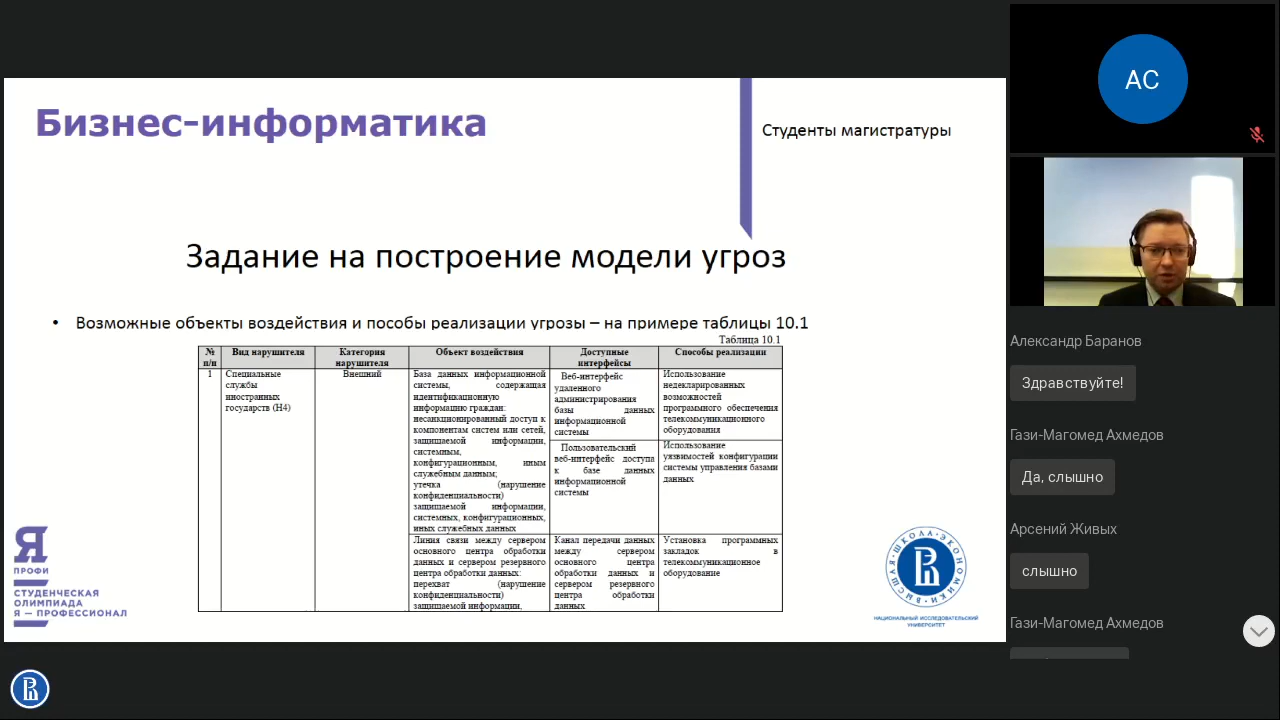 Бизнес-информатика
Студенты магистратуры
Задание на построение модели угроз
• Возможные объекты воздействия и пособы реализации угрозы – на примере таблицы 10.1
Таблица 10.1
№ п/п
Вид нарушителя
Категория нарушителя
Объект воздействия
Доступные интерфейсы
Способы реализации
1
Специальные
службы
иностранных
государств (Н4)
Внешний
База данных информационной
системы, содержащая
идентификационную
информацию граждан:
несанкционированный доступ к
компонентам систем или сетей,
защищаемой информации,
системным,
конфигурационным, иным
служебным данным;
утечка (нарушение
конфиденциальности)
защищаемой информации,
системных, конфигурационных,
иных служебных данных
Веб-интерфейс
удаленного
администрирования
базы данных
информационной
системы
Использование
недекларированных
возможностей
программного обеспечения
телекоммуникационного
оборудования
Пользовательский
веб-интерфейс доступа
к базе данных
информационной
системы
Использование
уязвимостей конфигурации
системы управления базами
данных
Линия связи между сервером
основного центра обработки
данных и сервером резервного
центра обработки данных:
перехват (нарушение
конфиденциальности)
защищаемой информации,
Канал передачи данных
между сервером
основного центра
обработки данных и
сервером резервного
центра обработки
данных
Установка программных
закладок в
телекоммуникационное
оборудование
Я
ПРОФИ
СТУДЕНЧЕСКАЯ
ОЛИМПИАДА
Я – ПРОФЕССИОНАЛ
ВЫСШАЯ ШКОЛА ЭКОНОМИКИ
НАЦИОНАЛЬНЫЙ ИССЛЕДОВАТЕЛЬСКИЙ
УНИВЕРСИТЕТ
АС
Александр Баранов
Здравствуйте!
Гази-Магомед Ахмедов
Да, слышно
Арсений Живых
слышно
Гази-Магомед Ахмедов